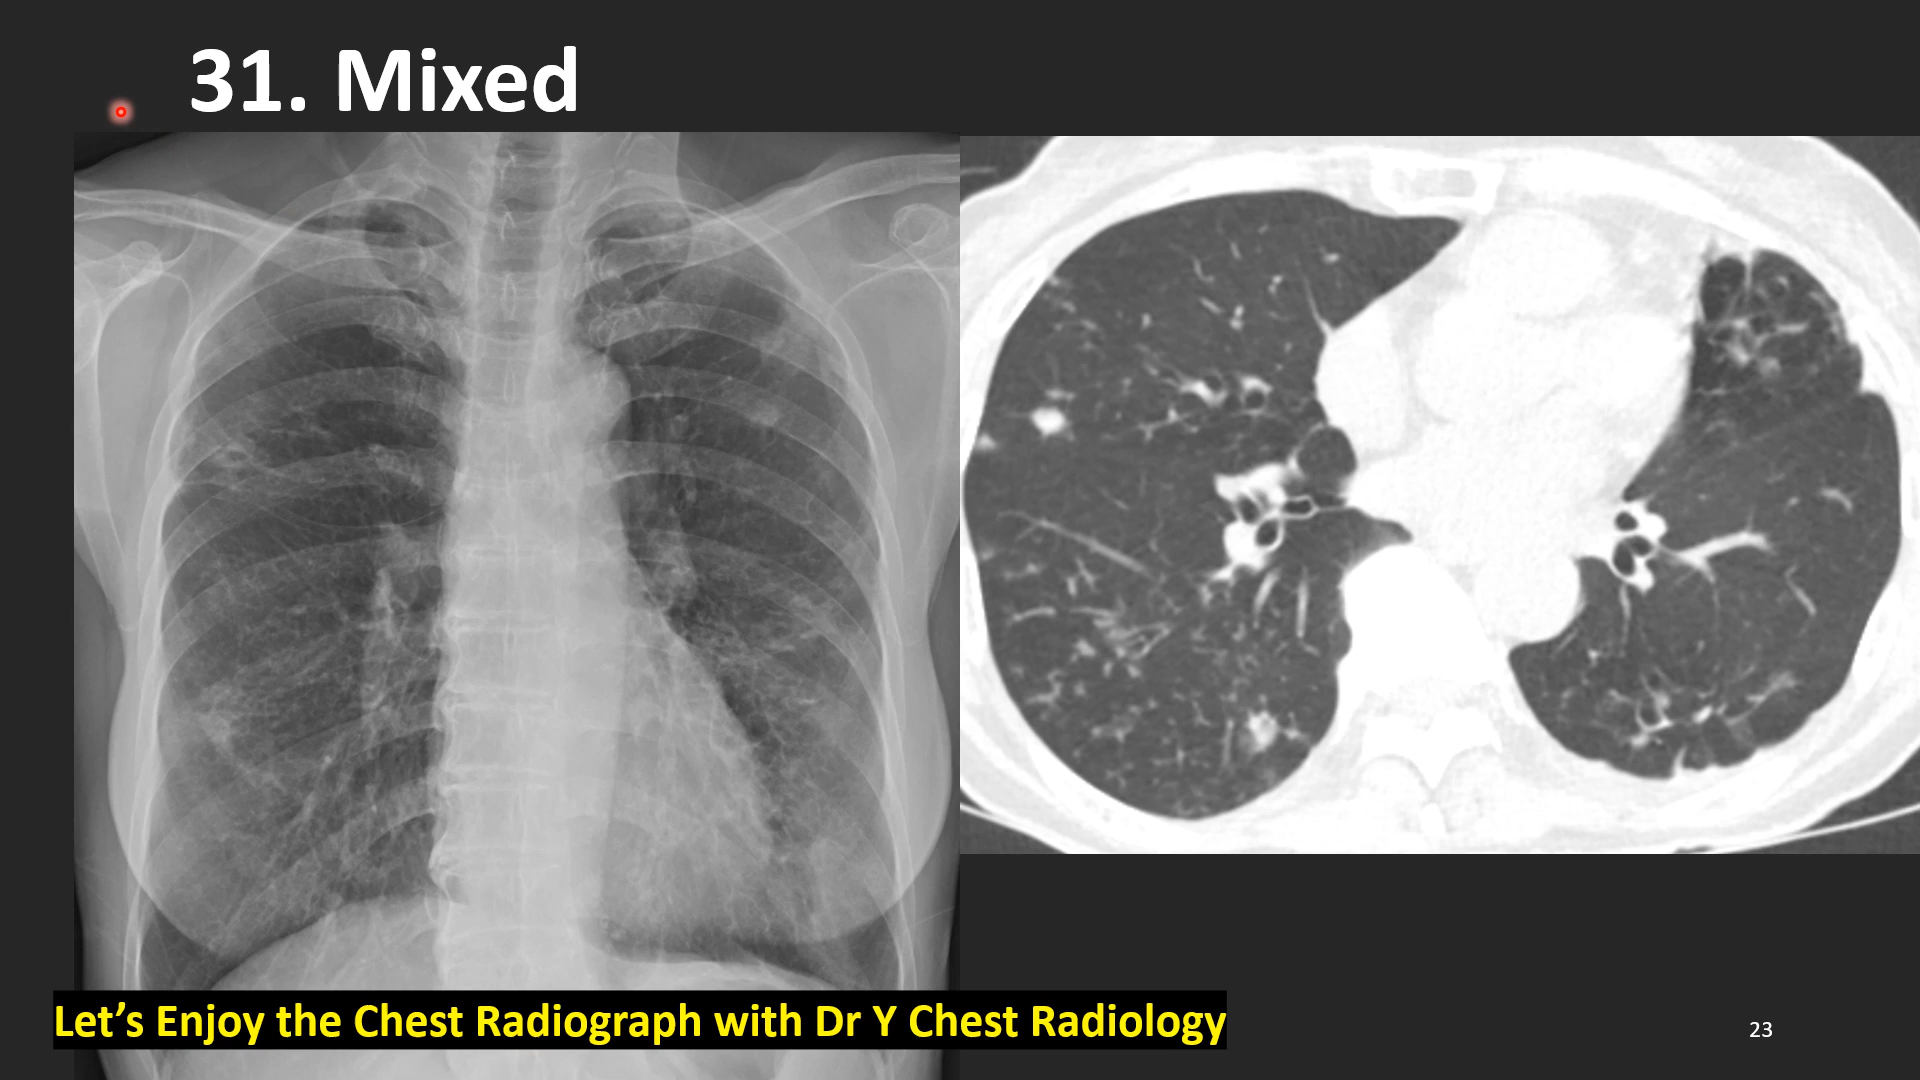 31. Mixed
Let’s Enjoy the Chest Radiograph with Dr Y Chest Radiology
23